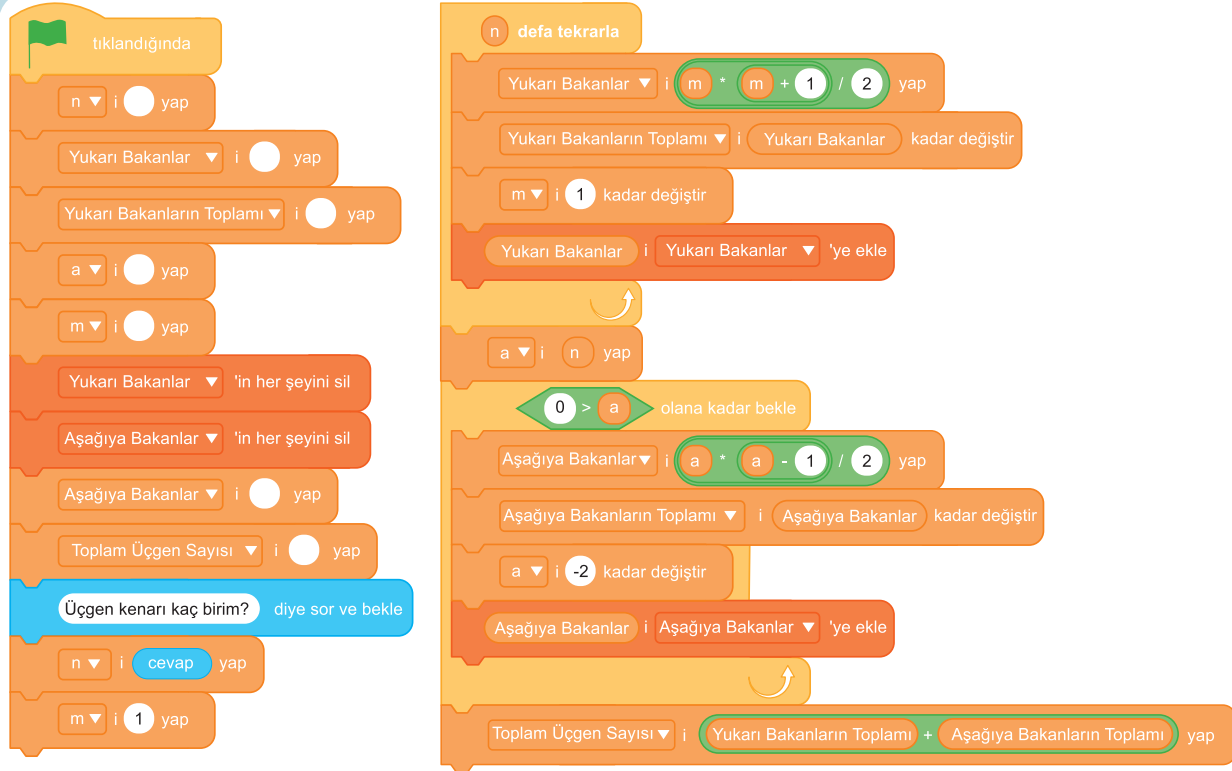 tıklandığında
n ▼ i yap
Yukarı Bakanlar ▼ i yap
Yukarı Bakanların Toplamı ▼ i yap
a ▼ i yap
m ▼ i yap
Yukarı Bakanlar ▼ 'in her şeyini sil
Aşağıya Bakanlar ▼ 'in her şeyini sil
Aşağıya Bakanlar ▼ i yap
Toplam Üçgen Sayısı ▼ i yap
Üçgen kenarı kaç birim? diye sor ve bekle
n ▼ i cevap yap
m ▼ i 1 yap
n defa tekrarla
Yukarı Bakanlar ▼ i m * m + 1 / 2 yap
Yukarı Bakanların Toplamı ▼ i Yukarı Bakanlar kadar değiştir
m ▼ i 1 kadar değiştir
Yukarı Bakanlar i Yukarı Bakanlar ▼ 'ye ekle
a ▼ i n yap
0 > a olana kadar bekle
Aşağıya Bakanlar ▼ i a * a - 1 / 2 yap
Aşağıya Bakanların Toplamı ▼ i Aşağıya Bakanlar kadar değiştir
a ▼ i -2 kadar değiştir
Aşağıya Bakanlar i Aşağıya Bakanlar ▼ 'ye ekle
Toplam Üçgen Sayısı ▼ i Yukarı Bakanların Toplamı + Aşağıya Bakanların Toplamı yap